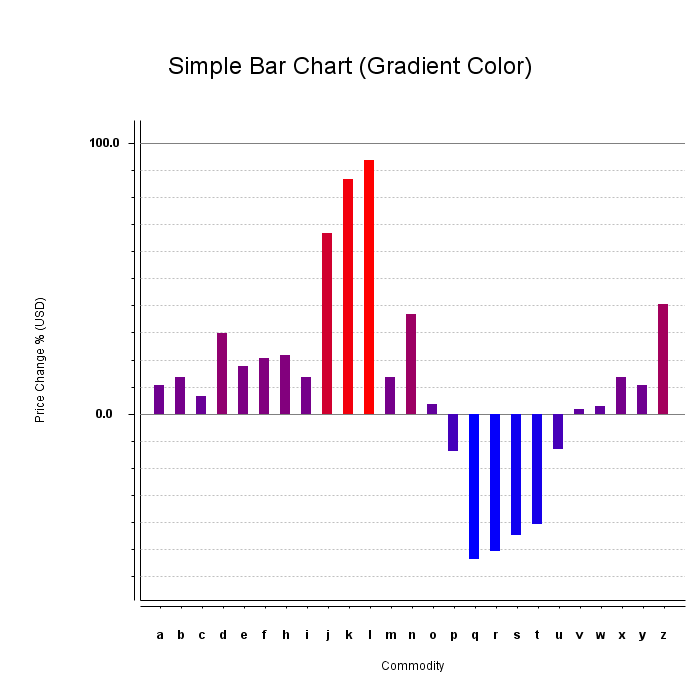 Simple Bar Chart (Gradient Color)
100.0
0.0
Price Change % (USD)
a b c d e f g h i j k l m n o p q r s t u v w x y z
Commodity